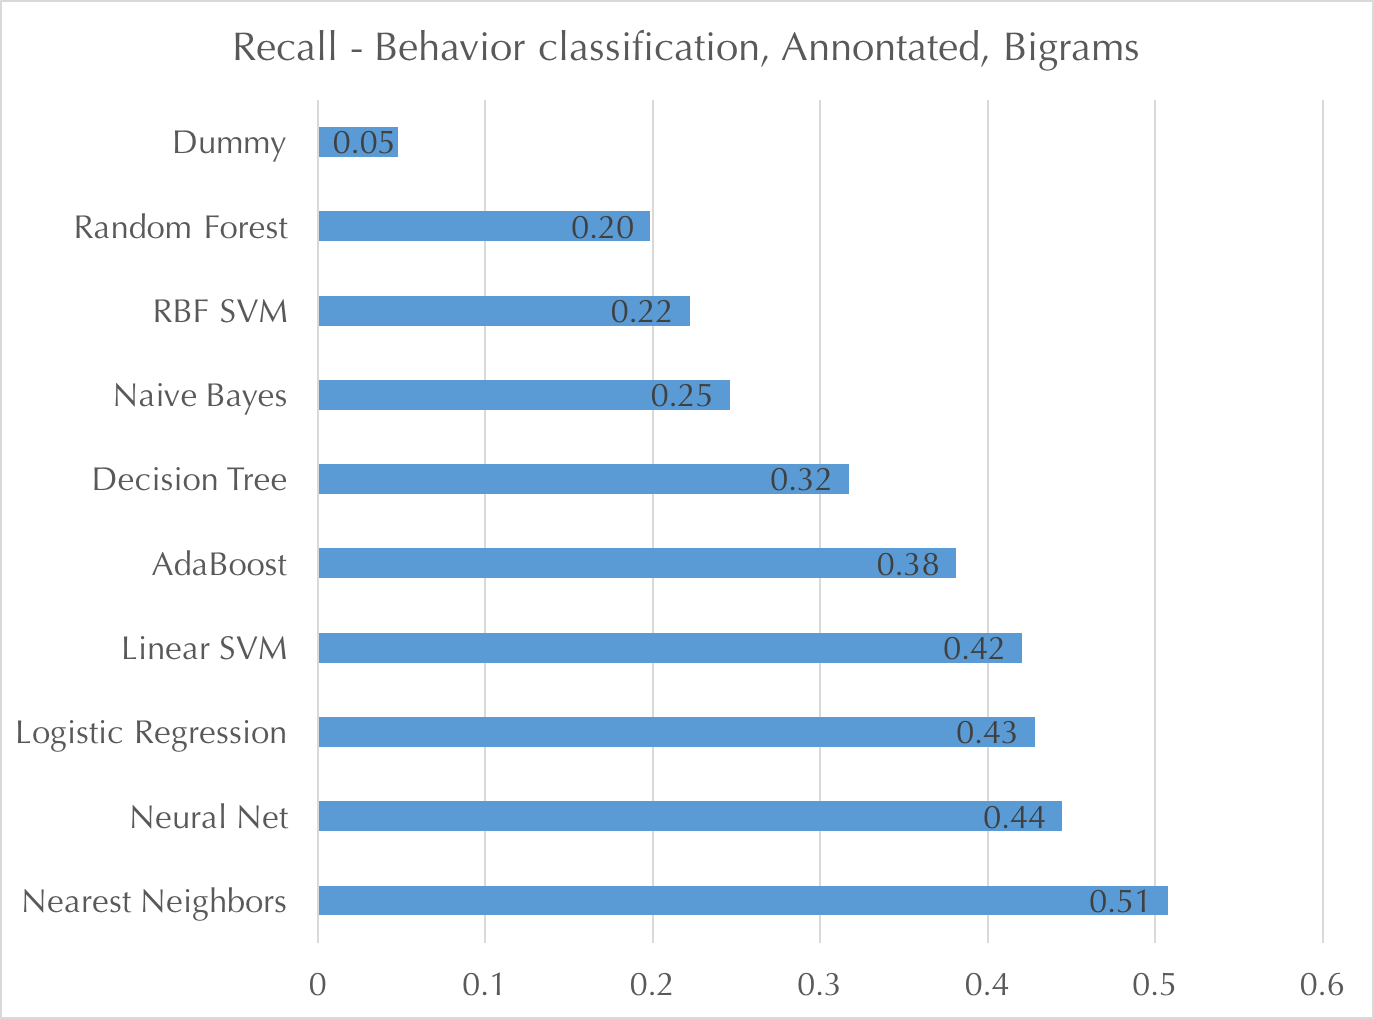 Recall - Behavior classification, Annontated, Bigrams
Dummy 0.05
Random Forest 0.20
RBF SVM 0.22
Naive Bayes 0.25
Decision Tree 0.32
AdaBoost 0.38
Linear SVM 0.42
Logistic Regression 0.43
Neural Net 0.44
Nearest Neighbors 0.51
0 0.1 0.2 0.3 0.4 0.5 0.6